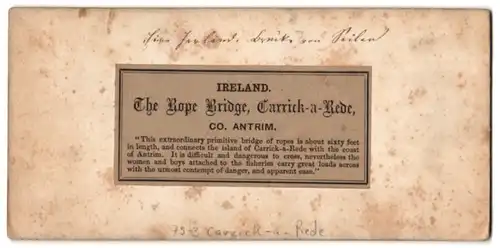 Brücke von Seilen
IRELAND.
The Rope Bridge, Carrick-a-Rede,
CO. ANTRIM.
"This extraordinary primitive bridge of ropes is about sixty feet
in length, and connects the island of Carrick-a-Rede with the coast
of Antrim. It is difficult and dangerous to cross, nevertheless the
women and boys attached to the fisheries carry great loads across
with the utmost contempt of danger, and apparent ease."
Carrick-a-Rede